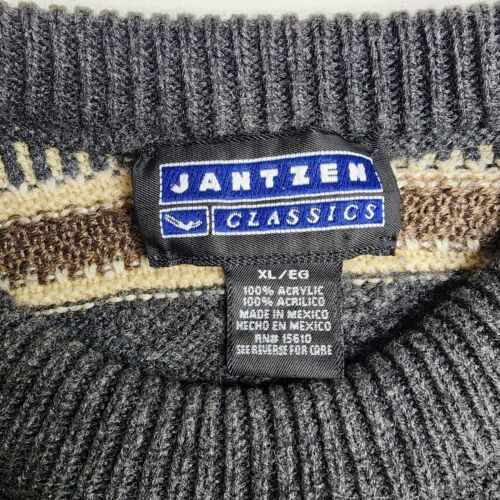 JANTZEN
CLASSICS
XL/EG
100% ACRYLIC
100% ACRILICO
MADE IN MEXICO
HECHO EN MEXICO
RN# 15610
SEE REVERSE FOR CARE